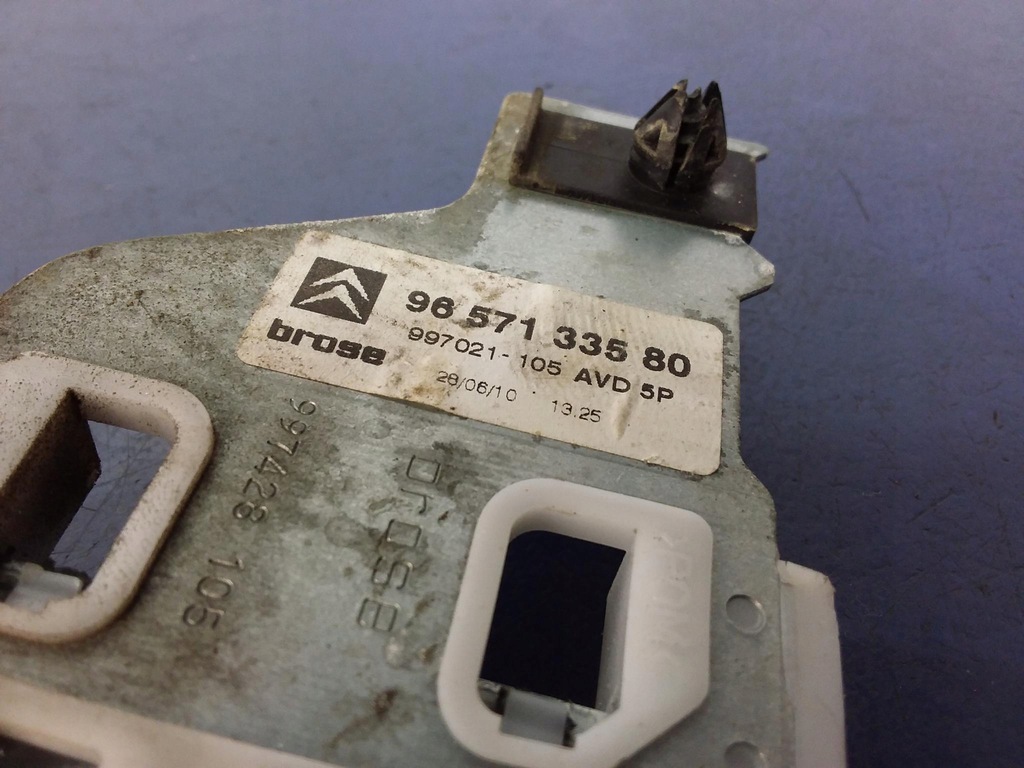 96 571 335 80
brose
997021-105 AVD 5P
28/06/10 13.25
997428 105
brose